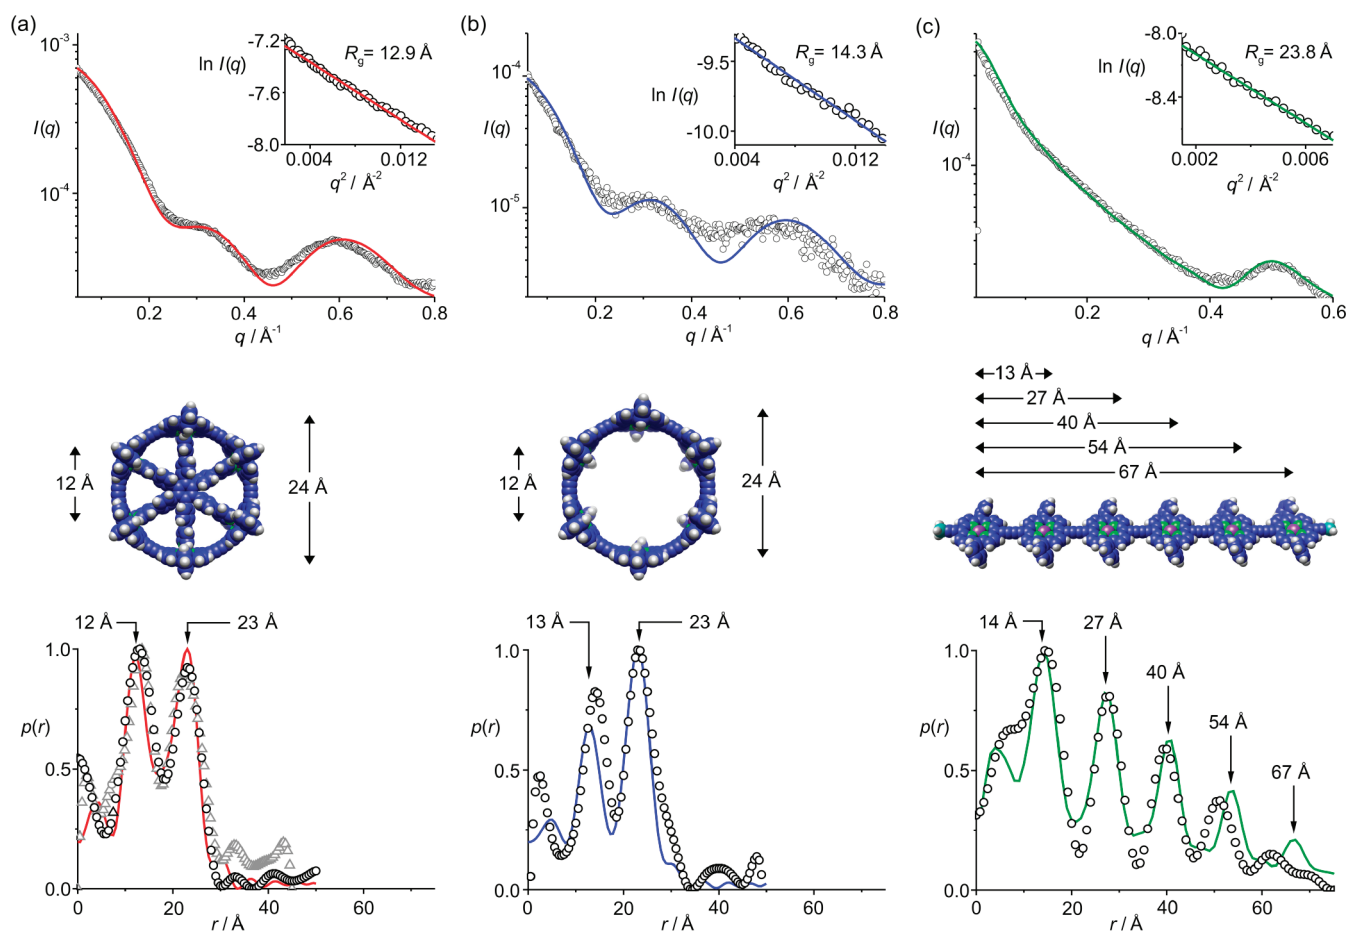 (a)
10⁻³
10⁻⁴
I(q)
0.2
0.4
0.6
0.8
q / Å⁻¹
-7.2
-7.6
-8.0
ln I(q)
Rg= 12.9 Å
0.004
0.012
q² / Å⁻²
(b)
10⁻⁴
10⁻⁵
I(q)
0.2
0.4
0.6
0.8
q / Å⁻¹
-9.5
-10.0
ln I(q)
Rg= 14.3 Å
0.004
0.012
q² / Å⁻²
(c)
10⁻⁴
I(q)
0.2
0.4
0.6
q / Å⁻¹
-8.0
-8.4
ln I(q)
Rg= 23.8 Å
0.002
0.006
q² / Å⁻²
12 Å
24 Å
12 Å
24 Å
13 Å
27 Å
40 Å
54 Å
67 Å
12 Å
23 Å
1.0
0.5
0.0
p(r)
0
20
40
60
r / Å
13 Å
23 Å
1.0
0.5
0.0
p(r)
0
20
40
60
r / Å
14 Å
27 Å
40 Å
54 Å
67 Å
1.0
0.5
0.0
p(r)
0
20
40
60
r / Å